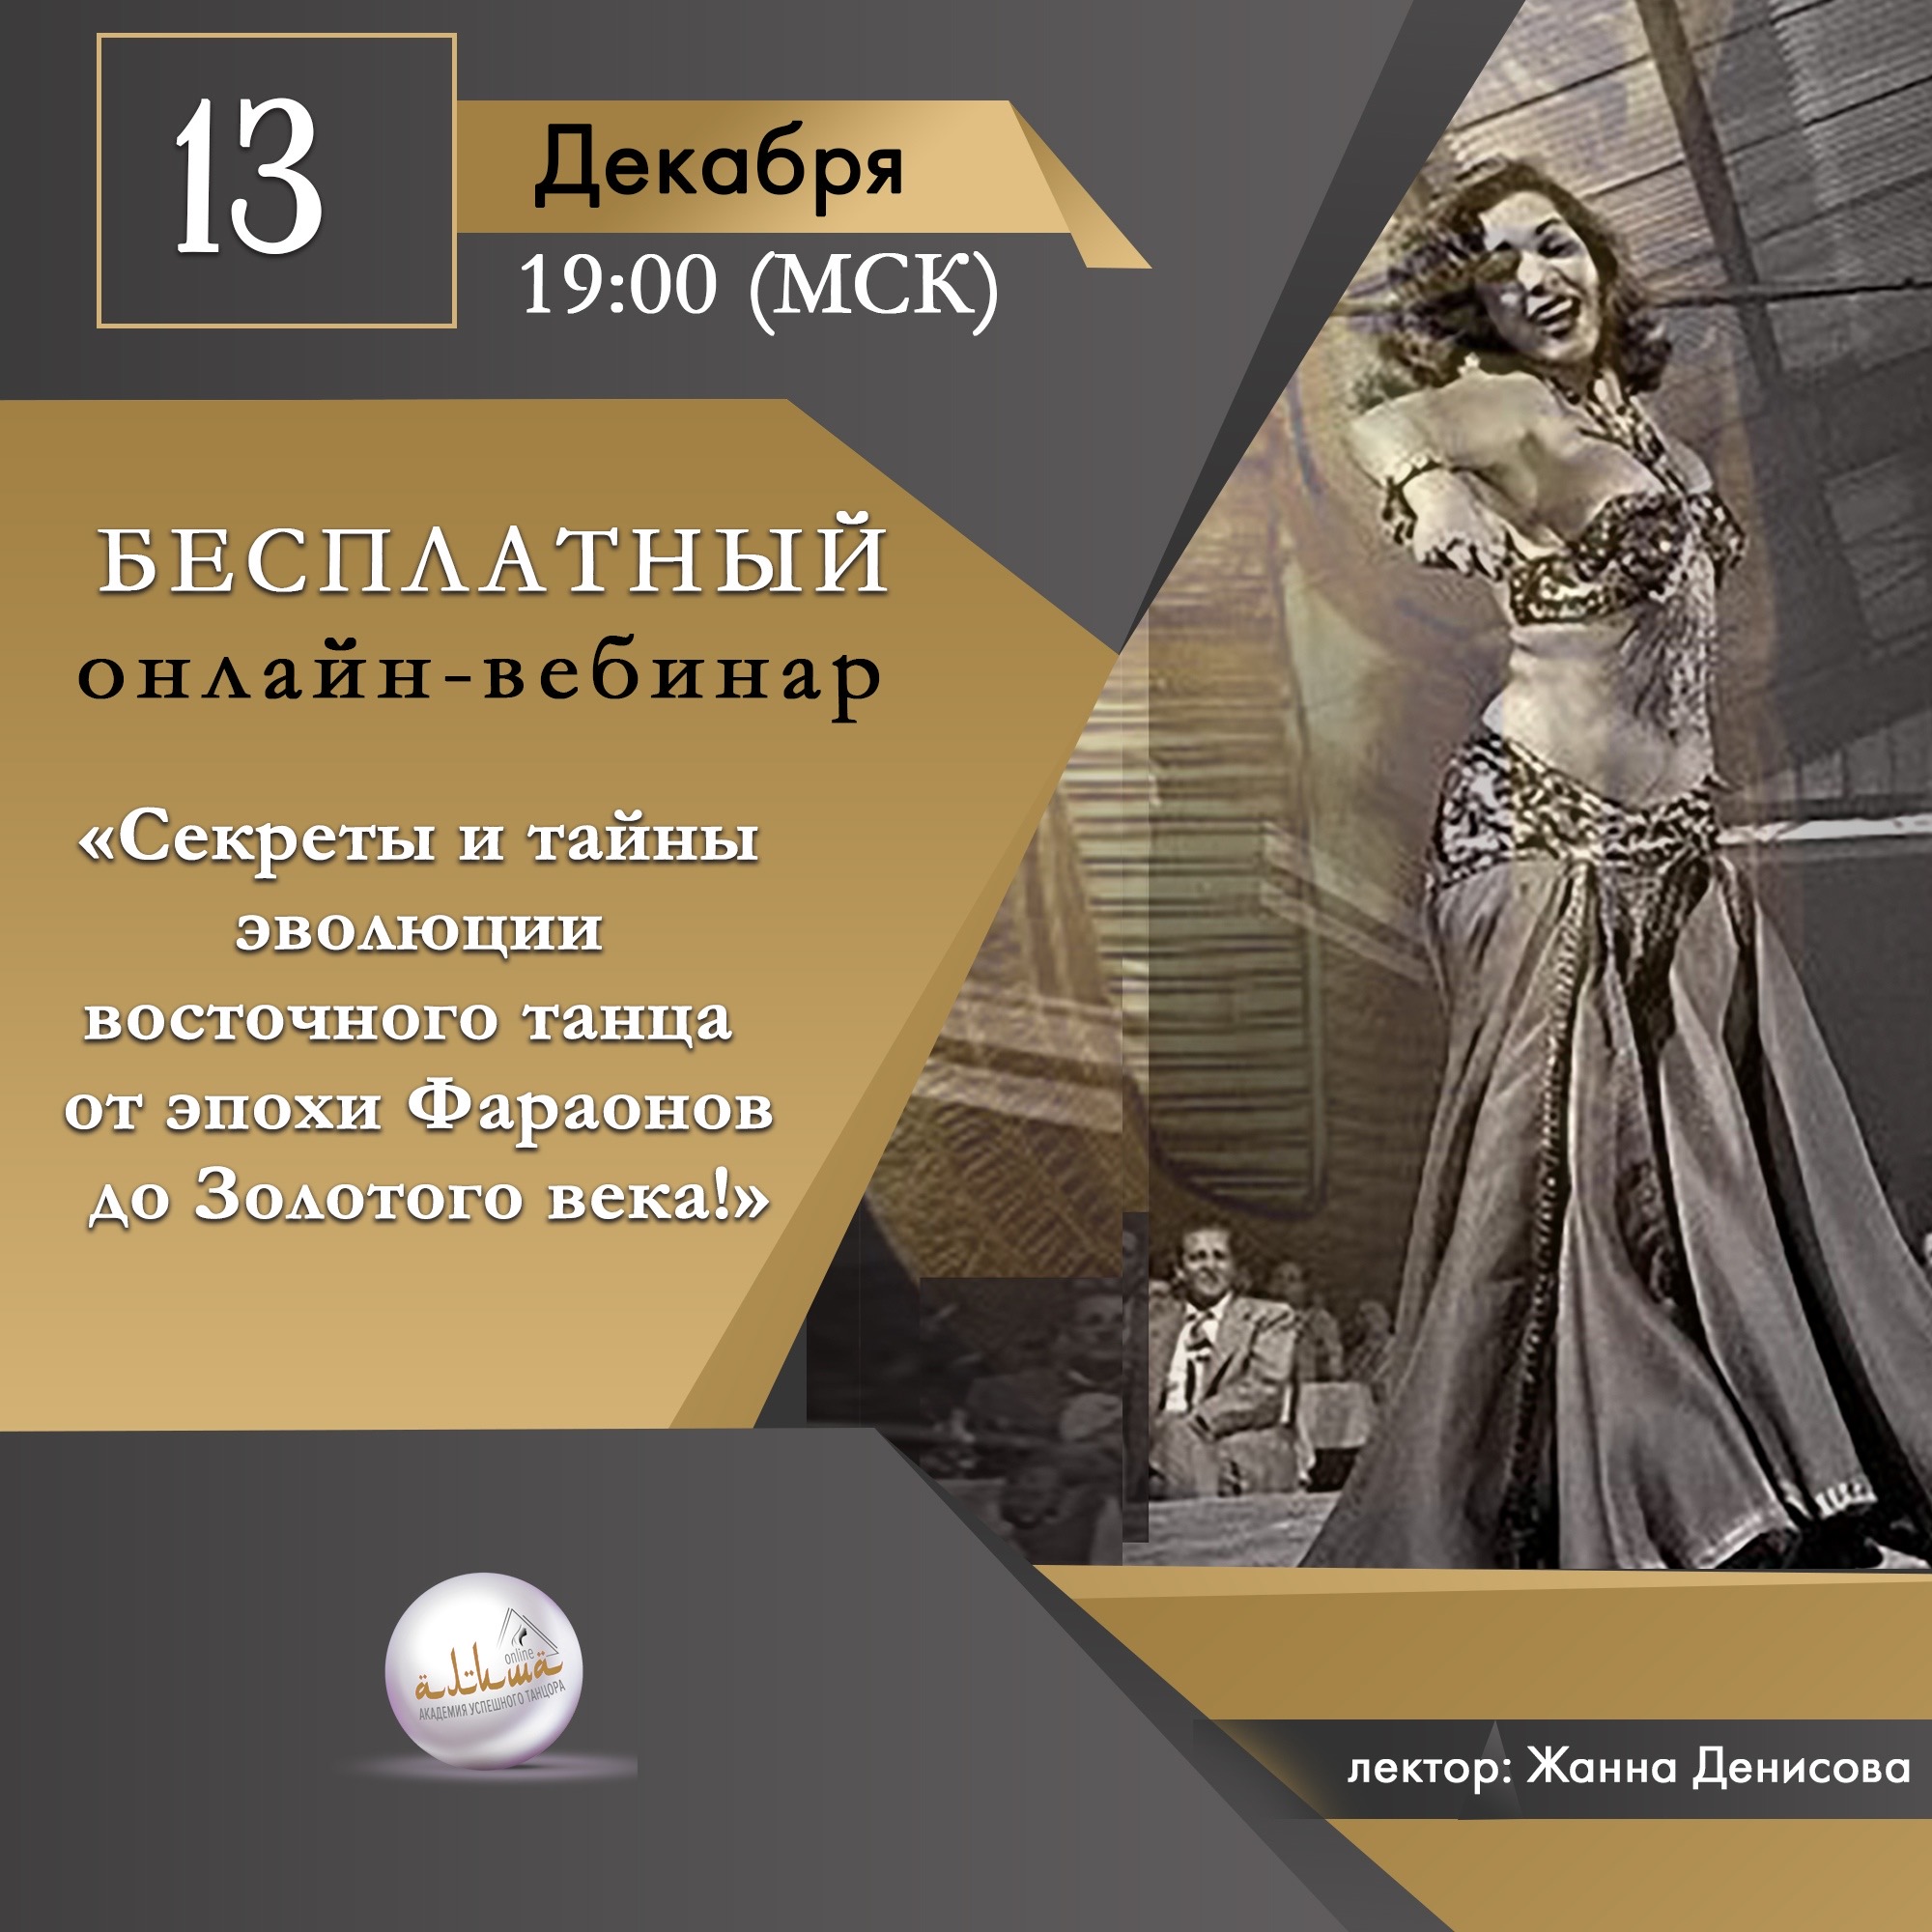 13
Декабря
19:00 (МСК)
БЕСПЛАТНЫЙ
онлайн-вебинар
«Секреты и тайны
эволюции
восточного танца
от эпохи Фараонов
до Золотого века!»
online
алиша
АКАДЕМИЯ УСПЕШНОГО ТАНЦОРА
лектор: Жанна Денисова